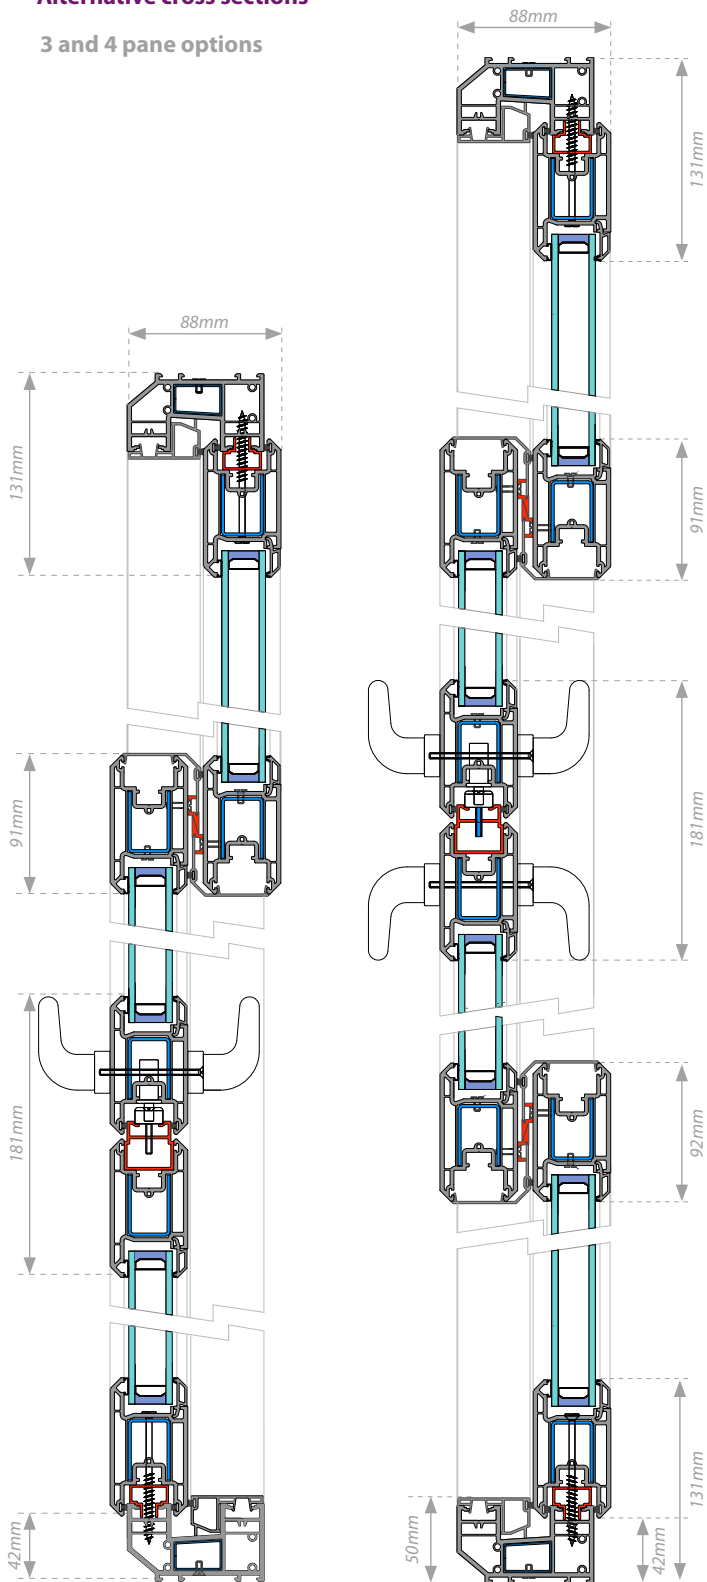 Alternative cross sections
3 and 4 pane options
88mm
131mm
91mm
181mm
42mm
88mm
131mm
91mm
181mm
92mm
131mm
50mm
42mm